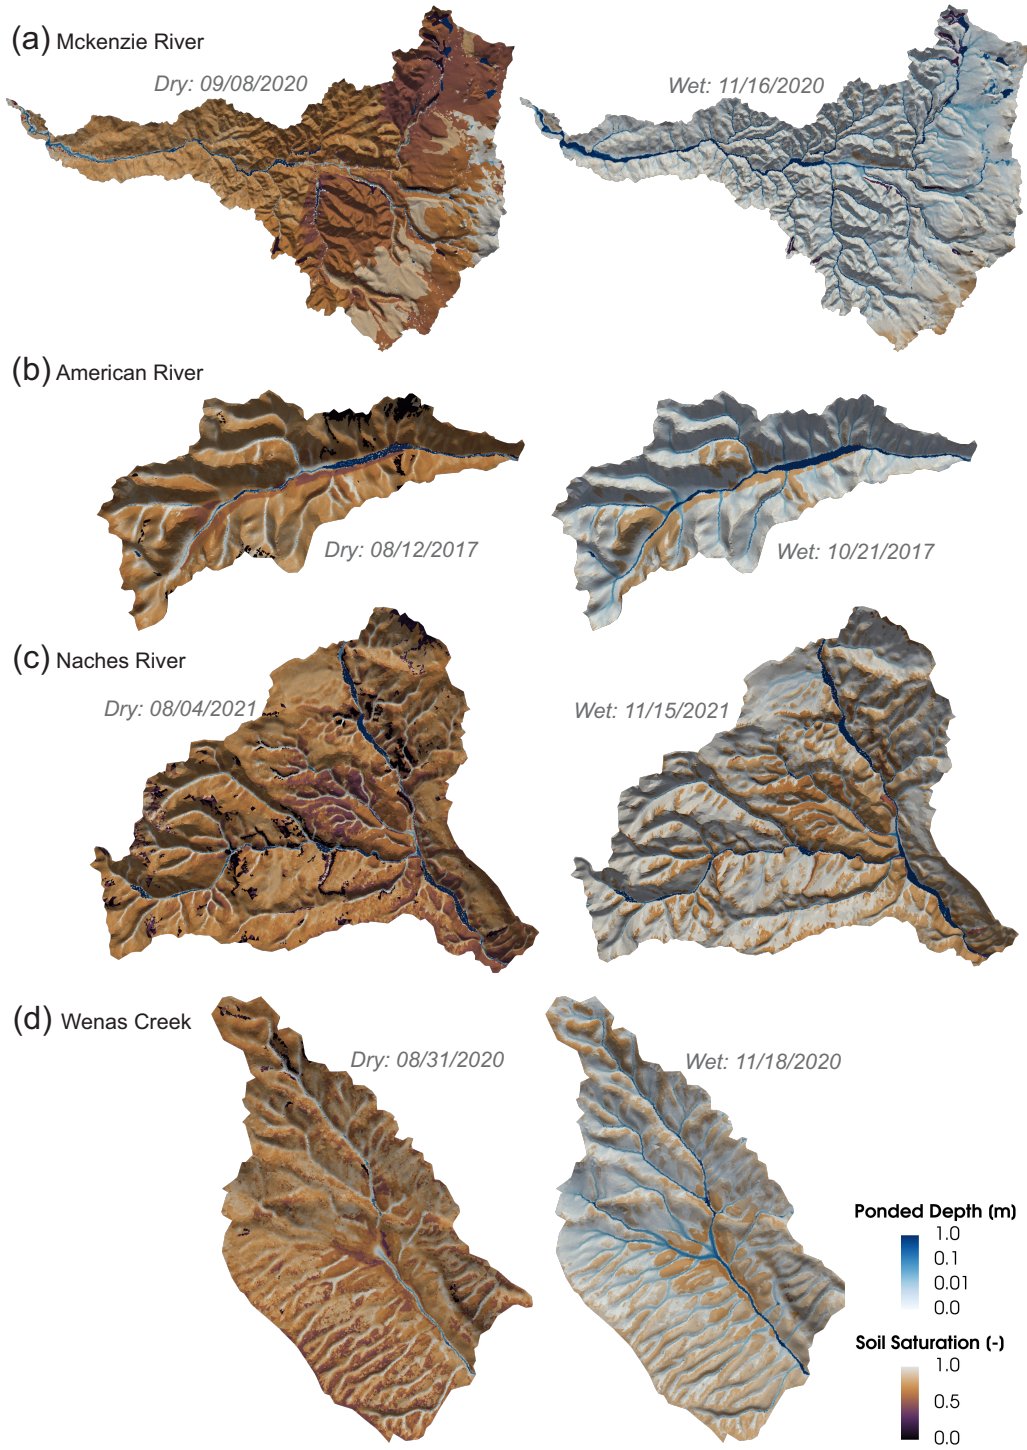 (a) Mckenzie River
Dry: 09/08/2020
Wet: 11/16/2020
(b) American River
Dry: 08/12/2017
Wet: 10/21/2017
(c) Naches River
Dry: 08/04/2021
Wet: 11/15/2021
(d) Wenas Creek
Dry: 08/31/2020
Wet: 11/18/2020
Ponded Depth (m)
1.0
0.1
0.01
0.0
Soil Saturation (-)
1.0
0.5
0.0